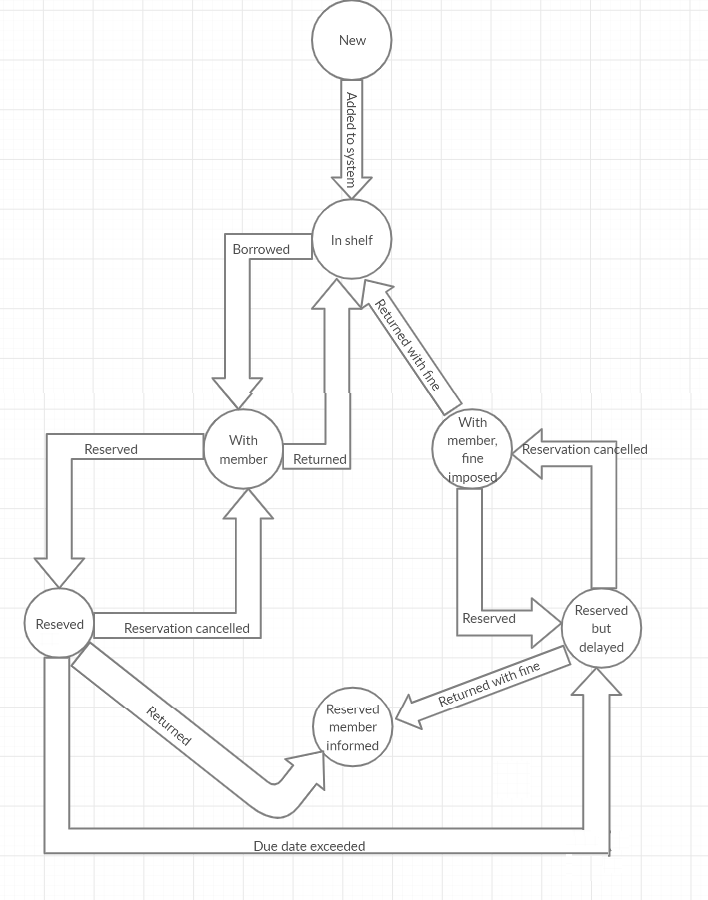 New
Added to system
In shelf
Borrowed
Returned with fine
With
member
Returned
With
member,
fine
imposed
Reservation cancelled
Reserved
Reseved
Reservation cancelled
Reserved
Reserved
but
delayed
Returned with fine
Returned
Reserved
member
informed
Due date exceeded